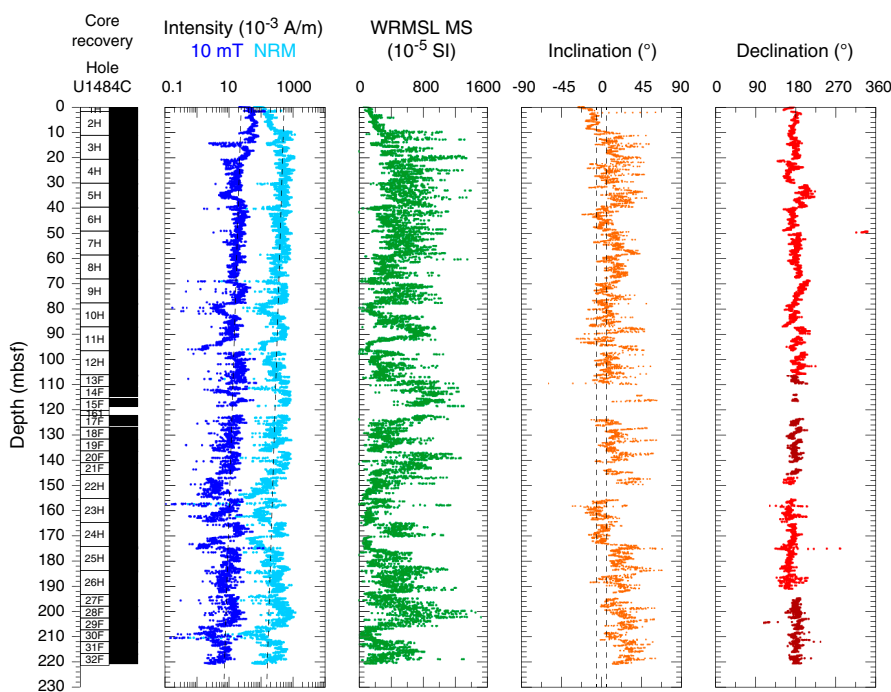 Core
recovery
Hole
U1484C
Intensity (10-3 A/m)
10 mT NRM
0.1 10 1000
WRMSL MS
(10-5 SI)
0 800 1600
Inclination (°)
-90 -45 0 45 90
Declination (°)
0 90 180 270 360
Depth (mbsf)
0
10
20
30
40
50
60
70
80
90
100
110
120
130
140
150
160
170
180
190
200
210
220
230
1H
2H
3H
4H
5H
6H
7H
8H
9H
10H
11H
12H
13F
14F
15F
161
17F
18F
19F
20F
21F
22H
23H
24H
25H
26H
27F
28F
29F
30F
31F
32F